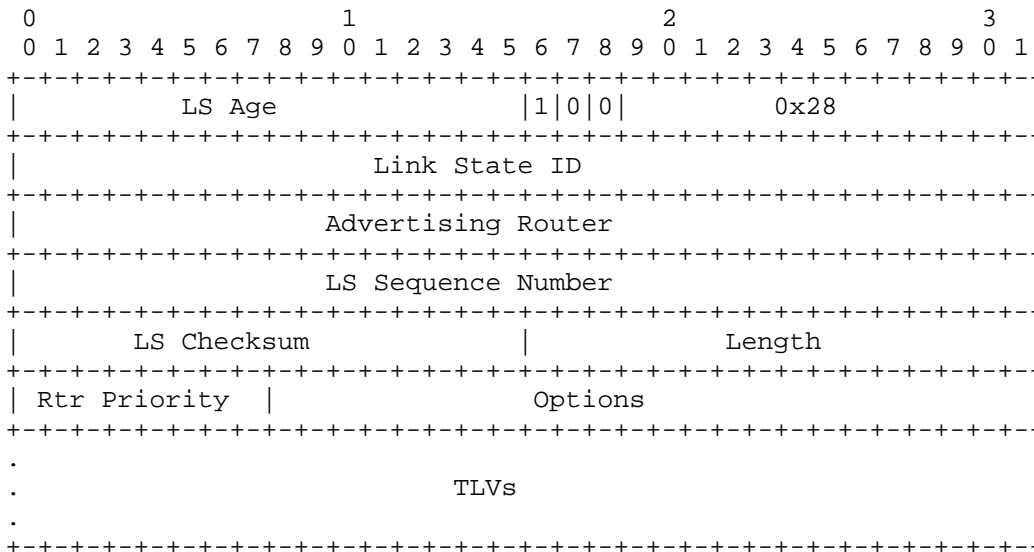 0                   1                   2                   3
 0 1 2 3 4 5 6 7 8 9 0 1 2 3 4 5 6 7 8 9 0 1 2 3 4 5 6 7 8 9 0 1
+-+-+-+-+-+-+-+-+-+-+-+-+-+-+-+-+-+-+-+-+-+-+-+-+-+-+-+-+-+-+-+-
|           LS Age              |1|0|0|          0x28
+-+-+-+-+-+-+-+-+-+-+-+-+-+-+-+-+-+-+-+-+-+-+-+-+-+-+-+-+-+-+-+-
|                       Link State ID
+-+-+-+-+-+-+-+-+-+-+-+-+-+-+-+-+-+-+-+-+-+-+-+-+-+-+-+-+-+-+-+-
|                    Advertising Router
+-+-+-+-+-+-+-+-+-+-+-+-+-+-+-+-+-+-+-+-+-+-+-+-+-+-+-+-+-+-+-+-
|                    LS Sequence Number
+-+-+-+-+-+-+-+-+-+-+-+-+-+-+-+-+-+-+-+-+-+-+-+-+-+-+-+-+-+-+-+-
|        LS Checksum             |            Length
+-+-+-+-+-+-+-+-+-+-+-+-+-+-+-+-+-+-+-+-+-+-+-+-+-+-+-+-+-+-+-+-
| Rtr Priority  |                Options
+-+-+-+-+-+-+-+-+-+-+-+-+-+-+-+-+-+-+-+-+-+-+-+-+-+-+-+-+-+-+-+-
.
.                            TLVs
.
+-+-+-+-+-+-+-+-+-+-+-+-+-+-+-+-+-+-+-+-+-+-+-+-+-+-+-+-+-+-+-+-